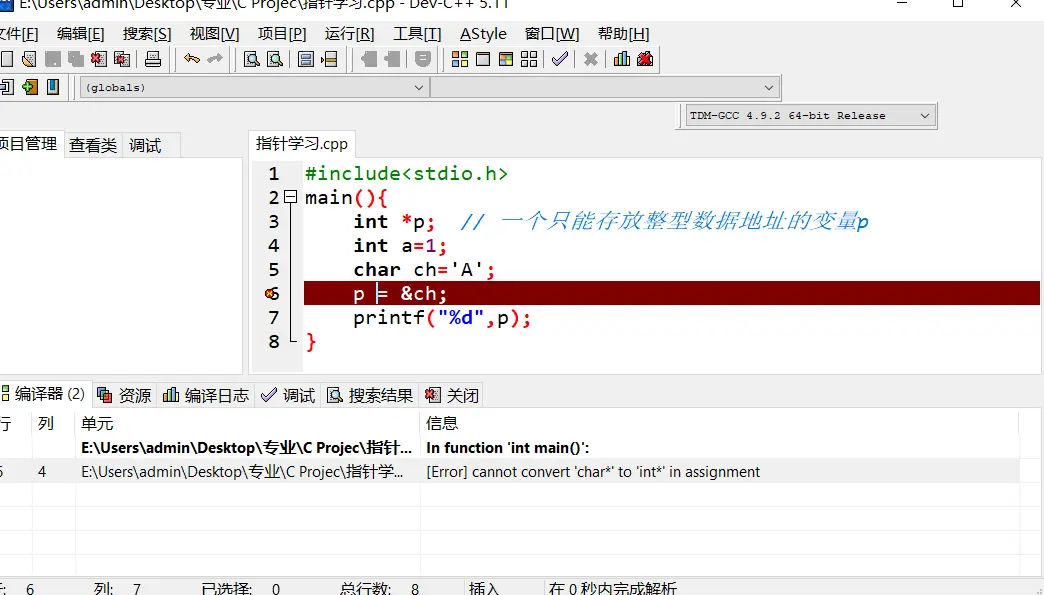 E:\Users\admin\Desktop\专业\C Projec\指针学习.cpp - Dev-C++ 5.11
文件[F] 编辑[E] 搜索[S] 视图[V] 项目[P] 运行[R] 工具[T] AStyle 窗口[W] 帮助[H]
(globals)
TDM-GCC 4.9.2 64-bit Release
项目管理 查看类 调试
指针学习.cpp
1 #include<stdio.h>
2 main(){
3 int *p; // 一个只能存放整型数据地址的变量p
4 int a=1;
5 char ch='A';
6 p = &ch;
7 printf("%d",p);
8 }
编译器 (2) 资源 编译日志 调试 搜索结果 关闭
行 列 单元 信息
E:\Users\admin\Desktop\专业\C Projec\指针... In function 'int main()':
6 4 E:\Users\admin\Desktop\专业\C Projec\指针学... [Error] cannot convert 'char*' to 'int*' in assignment
行: 6 列: 7 已选择: 0 总行数: 8 插入 在 0 秒内完成解析